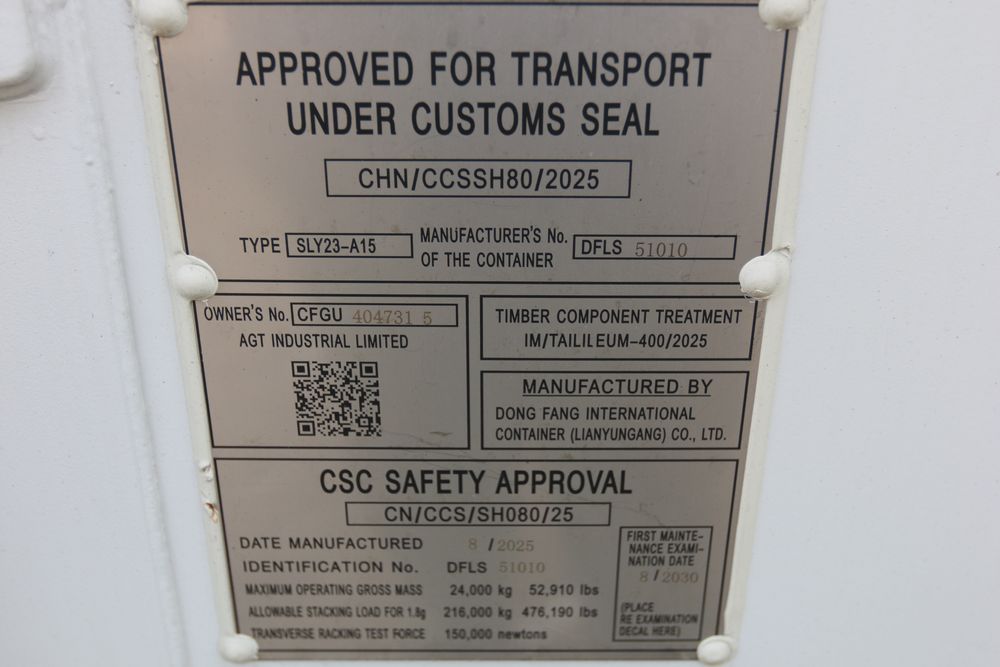 APPROVED FOR TRANSPORT
UNDER CUSTOMS SEAL
CHN/CCSSH80/2025
TYPE SLY23-A15
MANUFACTURER'S No.
OF THE CONTAINER
DFLS 51010
OWNER'S No. CFGU 404731 5
AGT INDUSTRIAL LIMITED
TIMBER COMPONENT TREATMENT
IM/TAILILEUM-400/2025
MANUFACTURED BY
DONG FANG INTERNATIONAL
CONTAINER (LIANYUNGANG) CO., LTD.
CSC SAFETY APPROVAL
CN/CCS/SH080/25
DATE MANUFACTURED 8 / 2025
IDENTIFICATION No. DFLS 51010
MAXIMUM OPERATING GROSS MASS 24,000 kg 52,910 lbs
ALLOWABLE STACKING LOAD FOR 1.8g 216,000 kg 476,190 lbs
TRANSVERSE RACKING TEST FORCE 150,000 newtons
FIRST MAINTE-
NANCE EXAMI-
NATION DATE
8 / 2030
(PLACE
RE EXAMINATION
DECAL HERE)